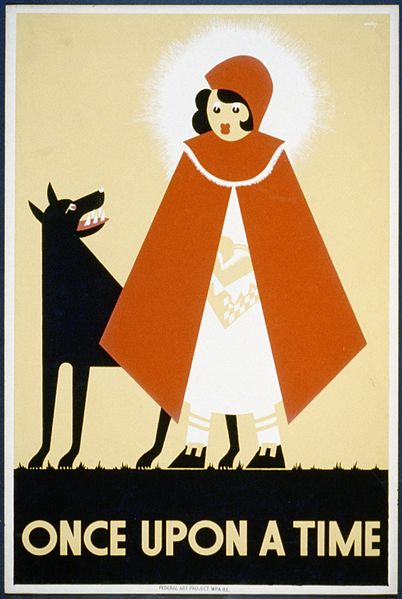 ONCE UPON A TIME
FEDERAL ART PROJECT WPA ILL.